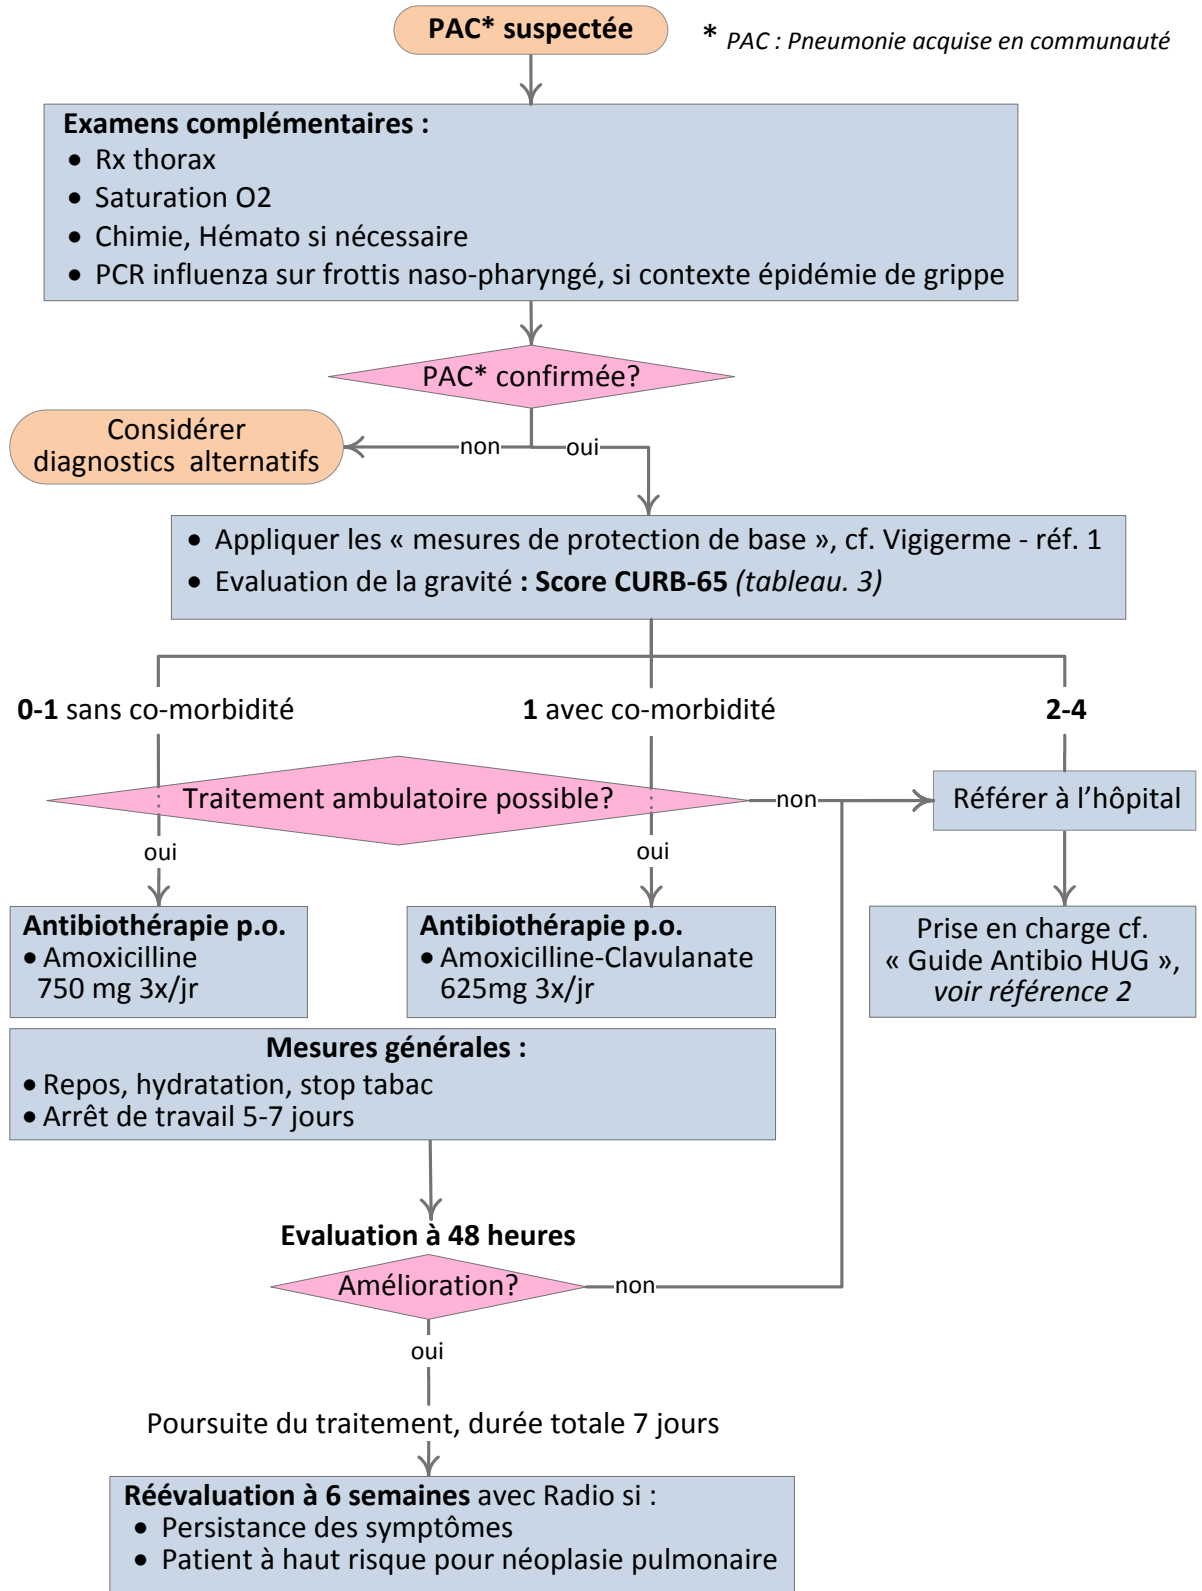 PAC* suspectée
* PAC : Pneumonie acquise en communauté
Examens complémentaires :
• Rx thorax
• Saturation O2
• Chimie, Hémato si nécessaire
• PCR influenza sur frottis naso-pharyngé, si contexte épidémie de grippe
PAC* confirmée?
Considérer
diagnostics alternatifs
non
oui
• Appliquer les « mesures de protection de base », cf. Vigigerme - réf. 1
• Evaluation de la gravité : Score CURB-65 (tableau. 3)
0-1 sans co-morbidité
1 avec co-morbidité
2-4
Traitement ambulatoire possible?
non
Référer à l’hôpital
oui
oui
Antibiothérapie p.o.
• Amoxicilline
750 mg 3x/jr
Antibiothérapie p.o.
• Amoxicilline-Clavulanate
625mg 3x/jr
Prise en charge cf.
« Guide Antibio HUG »,
voir référence 2
Mesures générales :
• Repos, hydratation, stop tabac
• Arrêt de travail 5-7 jours
Evaluation à 48 heures
Amélioration?
non
oui
Poursuite du traitement, durée totale 7 jours
Réévaluation à 6 semaines avec Radio si :
• Persistance des symptômes
• Patient à haut risque pour néoplasie pulmonaire